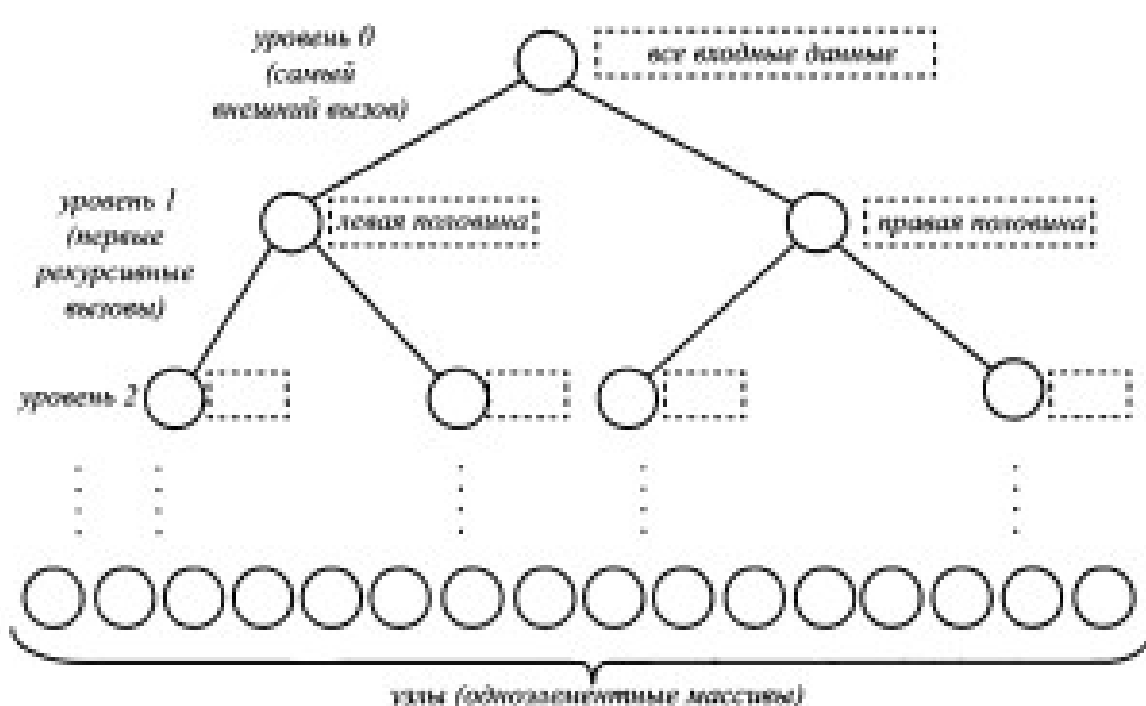 уровень 0
(самый
внешний вызов)
все входные данные
уровень 1
(первые
рекурсивные
вызовы)
левая половина
правая половина
уровень 2
узлы (одноэлементные массивы)